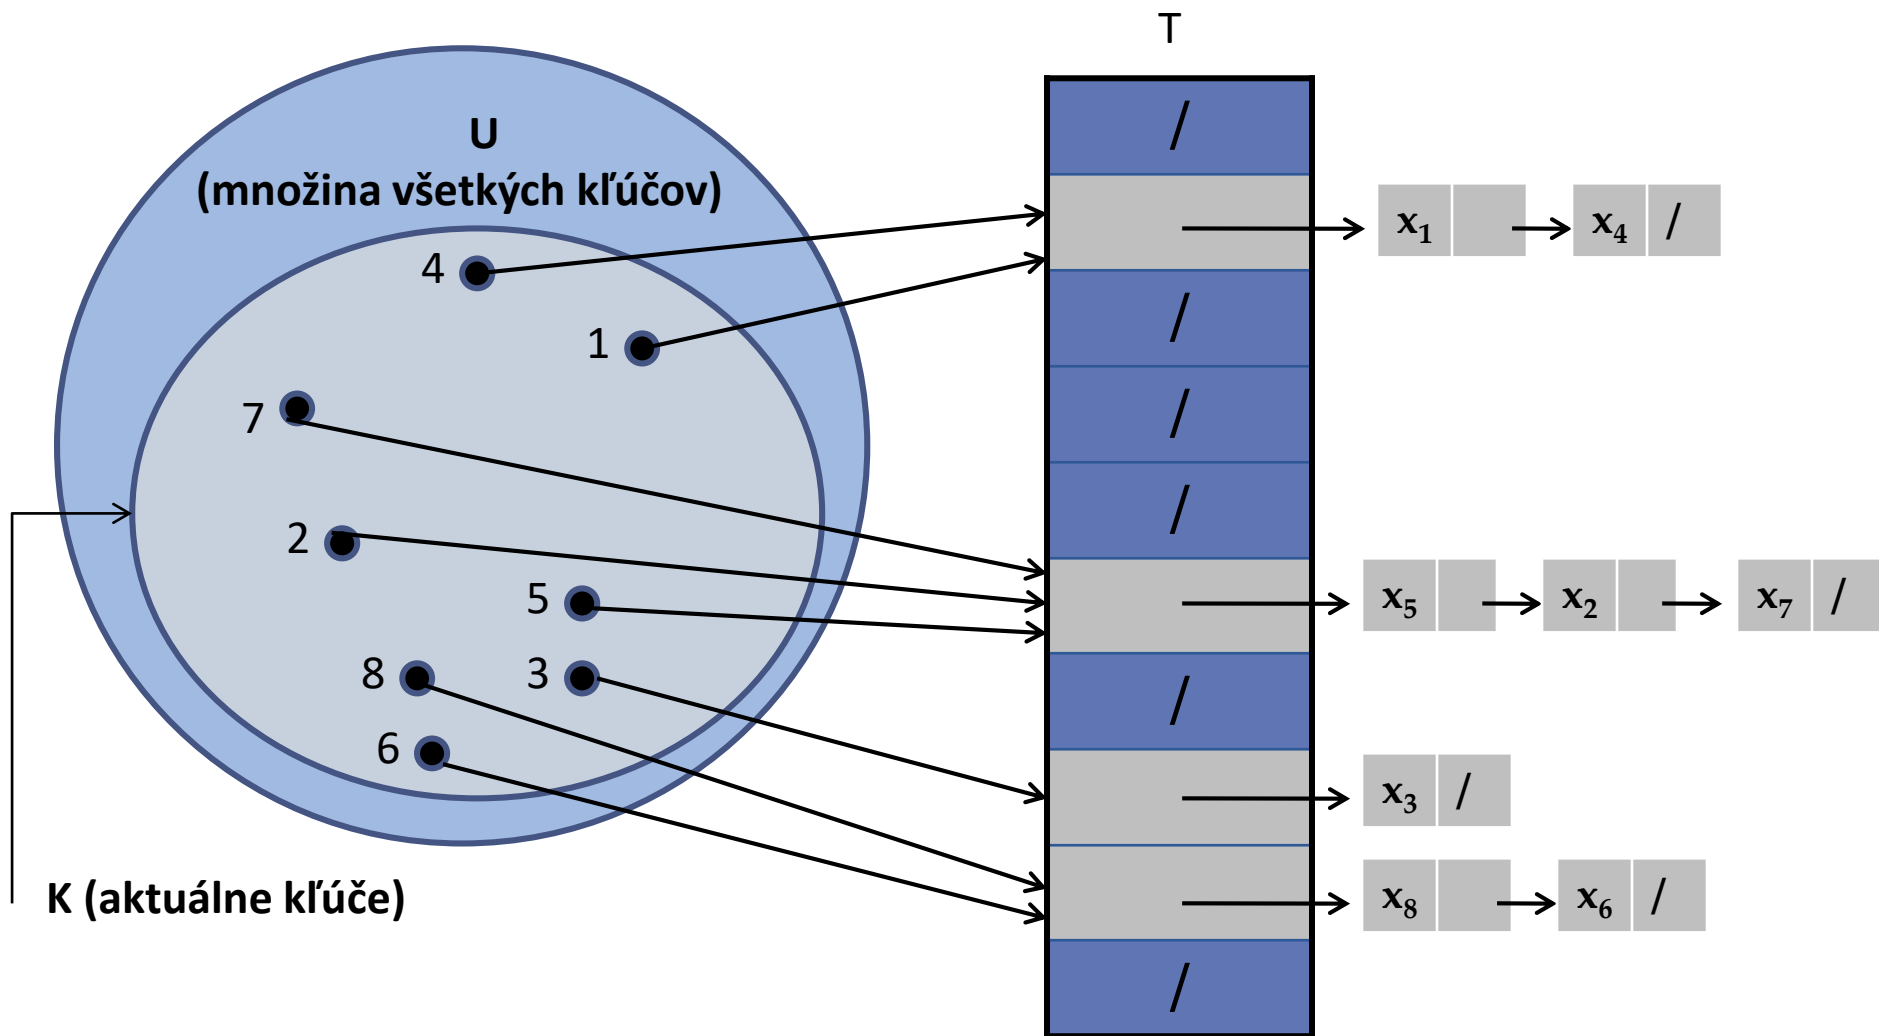 T
U
(množina všetkých kľúčov)
/
x₁ x₄ /
4
1
/
7
/
/
2
5
x₅ x₂ x₇ /
8
3
/
6
x₃ /
K (aktuálne kľúče)
x₈ x₆ /
/